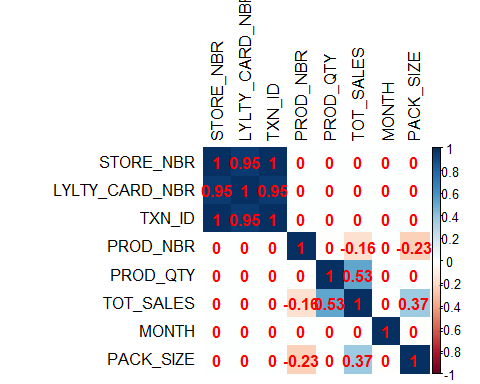 STORE_NBR
LYLTY_CARD_NBR
TXN_ID
PROD_NBR
PROD_QTY
TOT_SALES
MONTH
PACK_SIZE
STORE_NBR 1 0.95 1 0 0 0 0 0
LYLTY_CARD_NBR 0.95 1 0.95 0 0 0 0 0
TXN_ID 1 0.95 1 0 0 0 0 0
PROD_NBR 0 0 0 1 0 -0.16 0 -0.23
PROD_QTY 0 0 0 0 1 0.53 0 0
TOT_SALES 0 0 0 -0.16 0.53 1 0 0.37
MONTH 0 0 0 0 0 0 1 0
PACK_SIZE 0 0 0 -0.23 0 0.37 0 1
1
0.8
0.6
0.4
0.2
0
-0.2
-0.4
-0.6
-0.8
-1